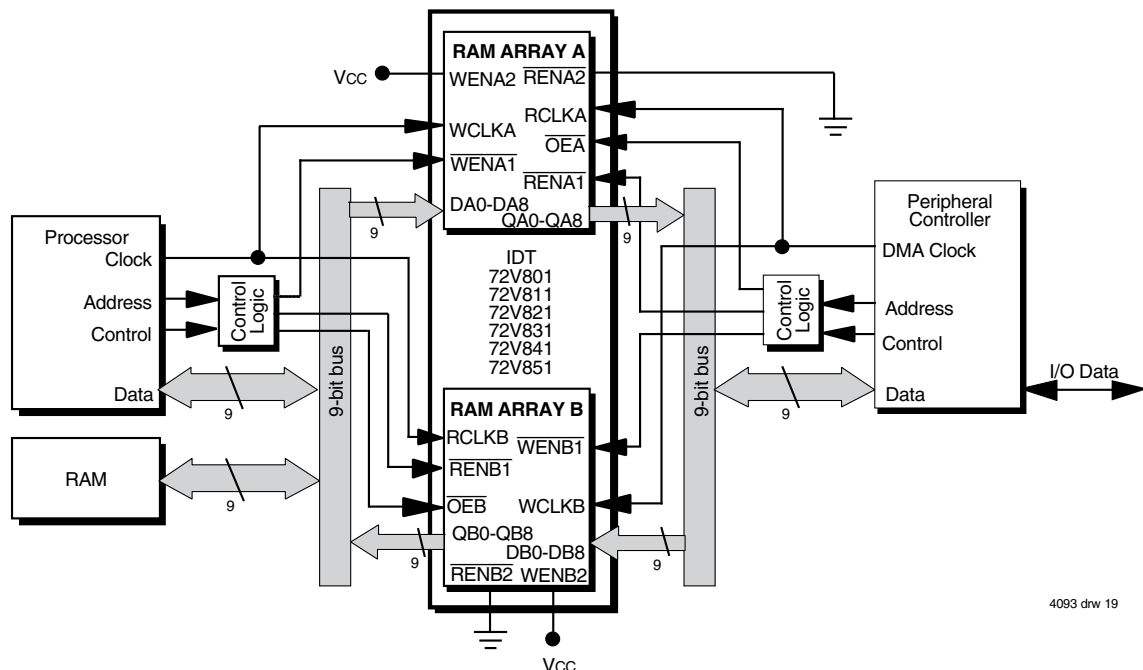 RAM ARRAY A
VCC
WENA2
RENA2
WCLKA
RCLKA
OEA
WENA1
RENA1
DA0-DA8
QA0-QA8
9
9
Processor
Clock
Address
Control
Data
Control
Logic
9
RAM
9
9-bit bus
IDT
72V801
72V811
72V821
72V831
72V841
72V851
9-bit bus
Peripheral
Controller
DMA Clock
Address
Control
Data
Control
Logic
9
I/O Data
RAM ARRAY B
RCLKB
WENB1
RENB1
OEB
WCLKB
QB0-QB8
DB0-DB8
9
9
RENB2
WENB2
VCC
4093 drw 19